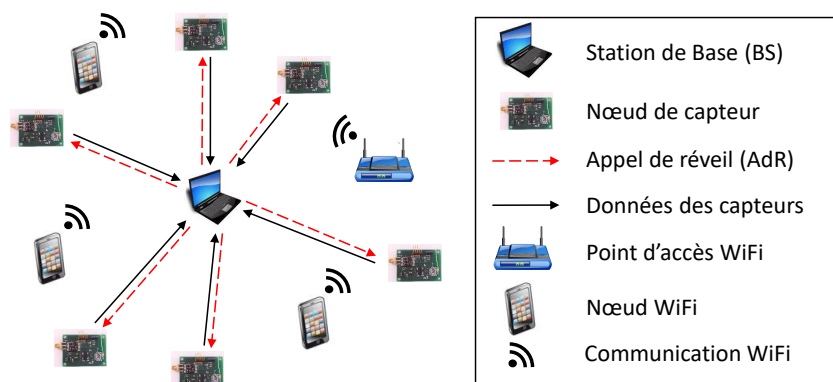 Station de Base (BS)
Nœud de capteur
Appel de réveil (AdR)
Données des capteurs
Point d’accès WiFi
Nœud WiFi
Communication WiFi